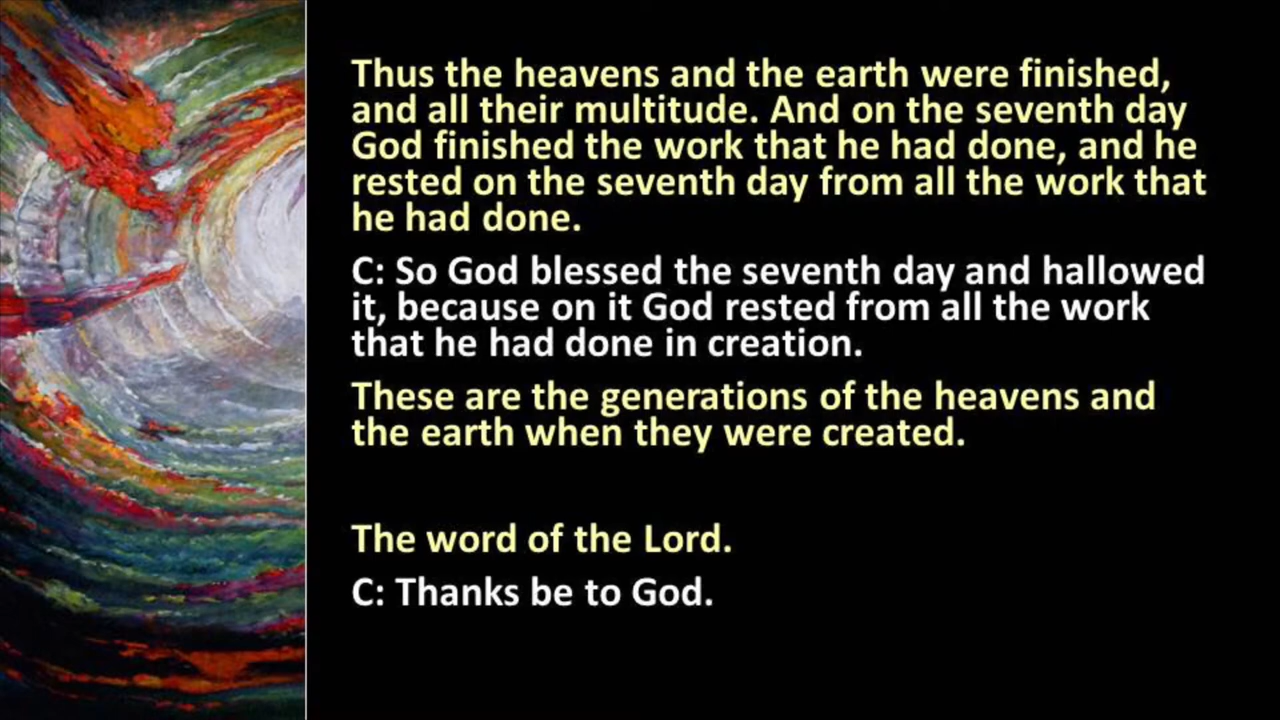 Thus the heavens and the earth were finished,
and all their multitude. And on the seventh day
God finished the work that he had done, and he
rested on the seventh day from all the work that
he had done.
C: So God blessed the seventh day and hallowed
it, because on it God rested from all the work
that he had done in creation.
These are the generations of the heavens and
the earth when they were created.
The word of the Lord.
C: Thanks be to God.